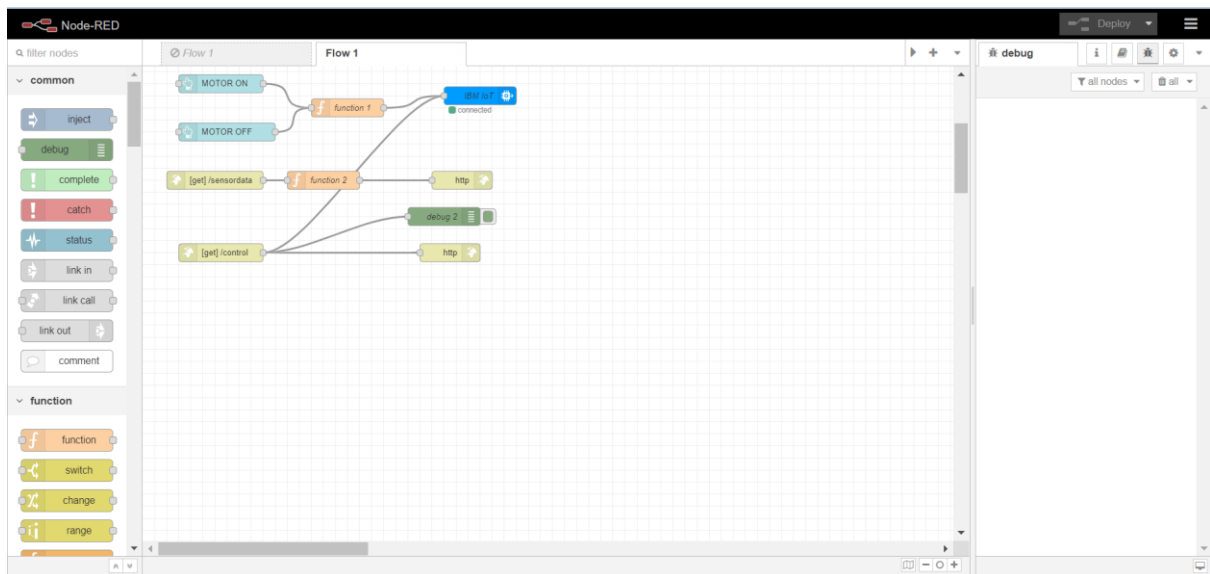 Node-RED
Deploy
filter nodes
Flow 1
Flow 1
debug
i
all nodes
all
common
inject
debug
complete
catch
status
link in
link call
link out
comment
function
function
switch
change
range
MOTOR ON
MOTOR OFF
function 1
IBM IoT
connected
[get] /sensordata
function 2
http
debug 2
[get] /control
http